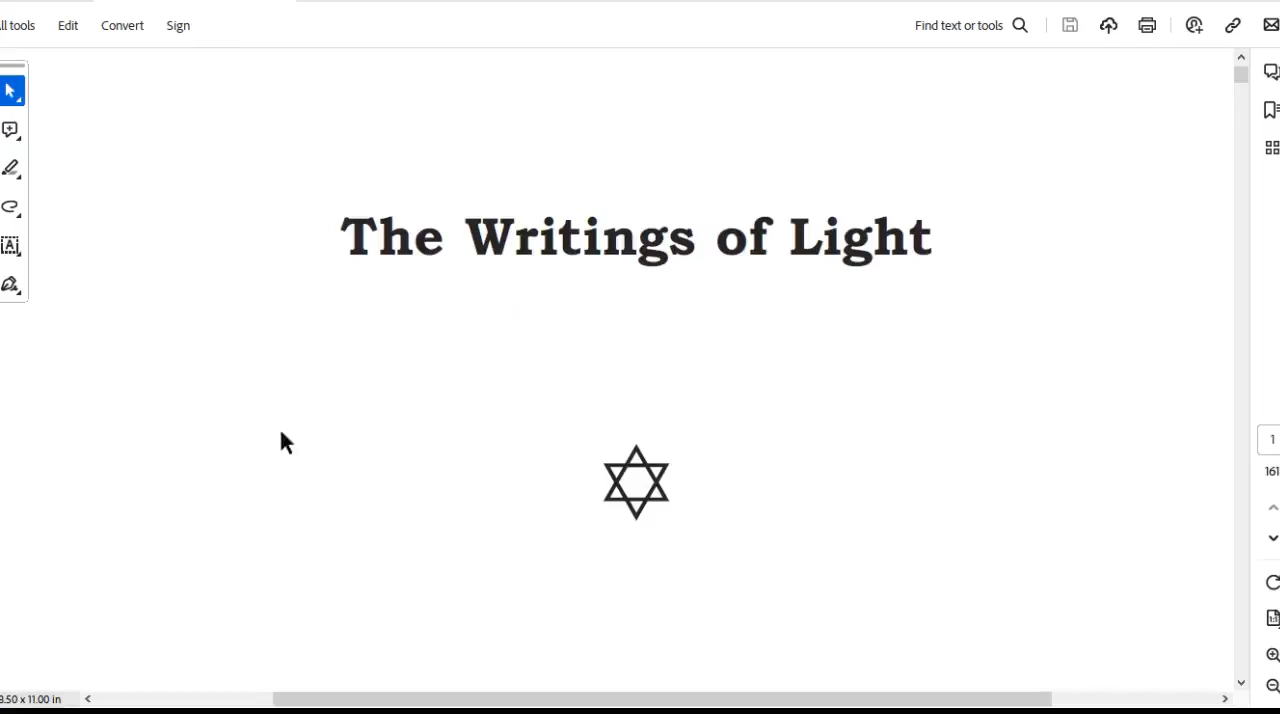 ll tools Edit Convert Sign Find text or tools
The Writings of Light
1
161
8.50 x 11.00 in